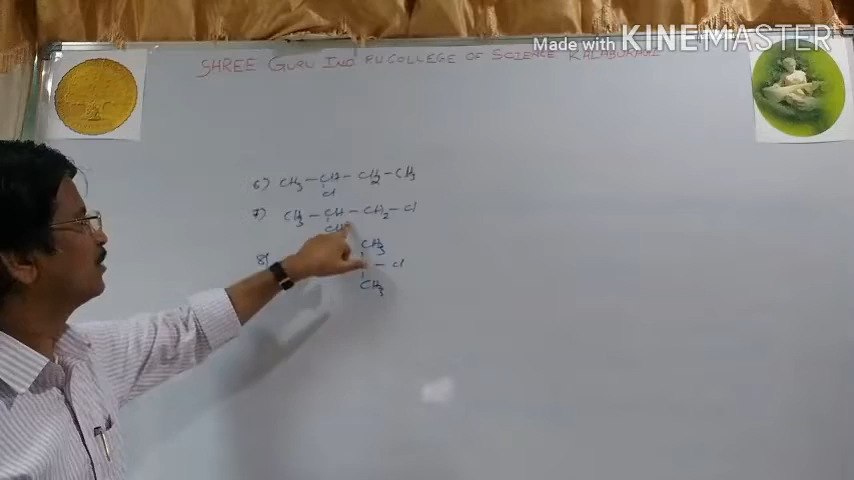 Made with KINEMASTER
SHREE GURU IND PU COLLEGE OF SCIENCE KALABURAGI
6) CH3 – CH – CH2 – CH3
Cl
7) CH3 – CH – CH2 – Cl
CH3
8) – Cl
CH3